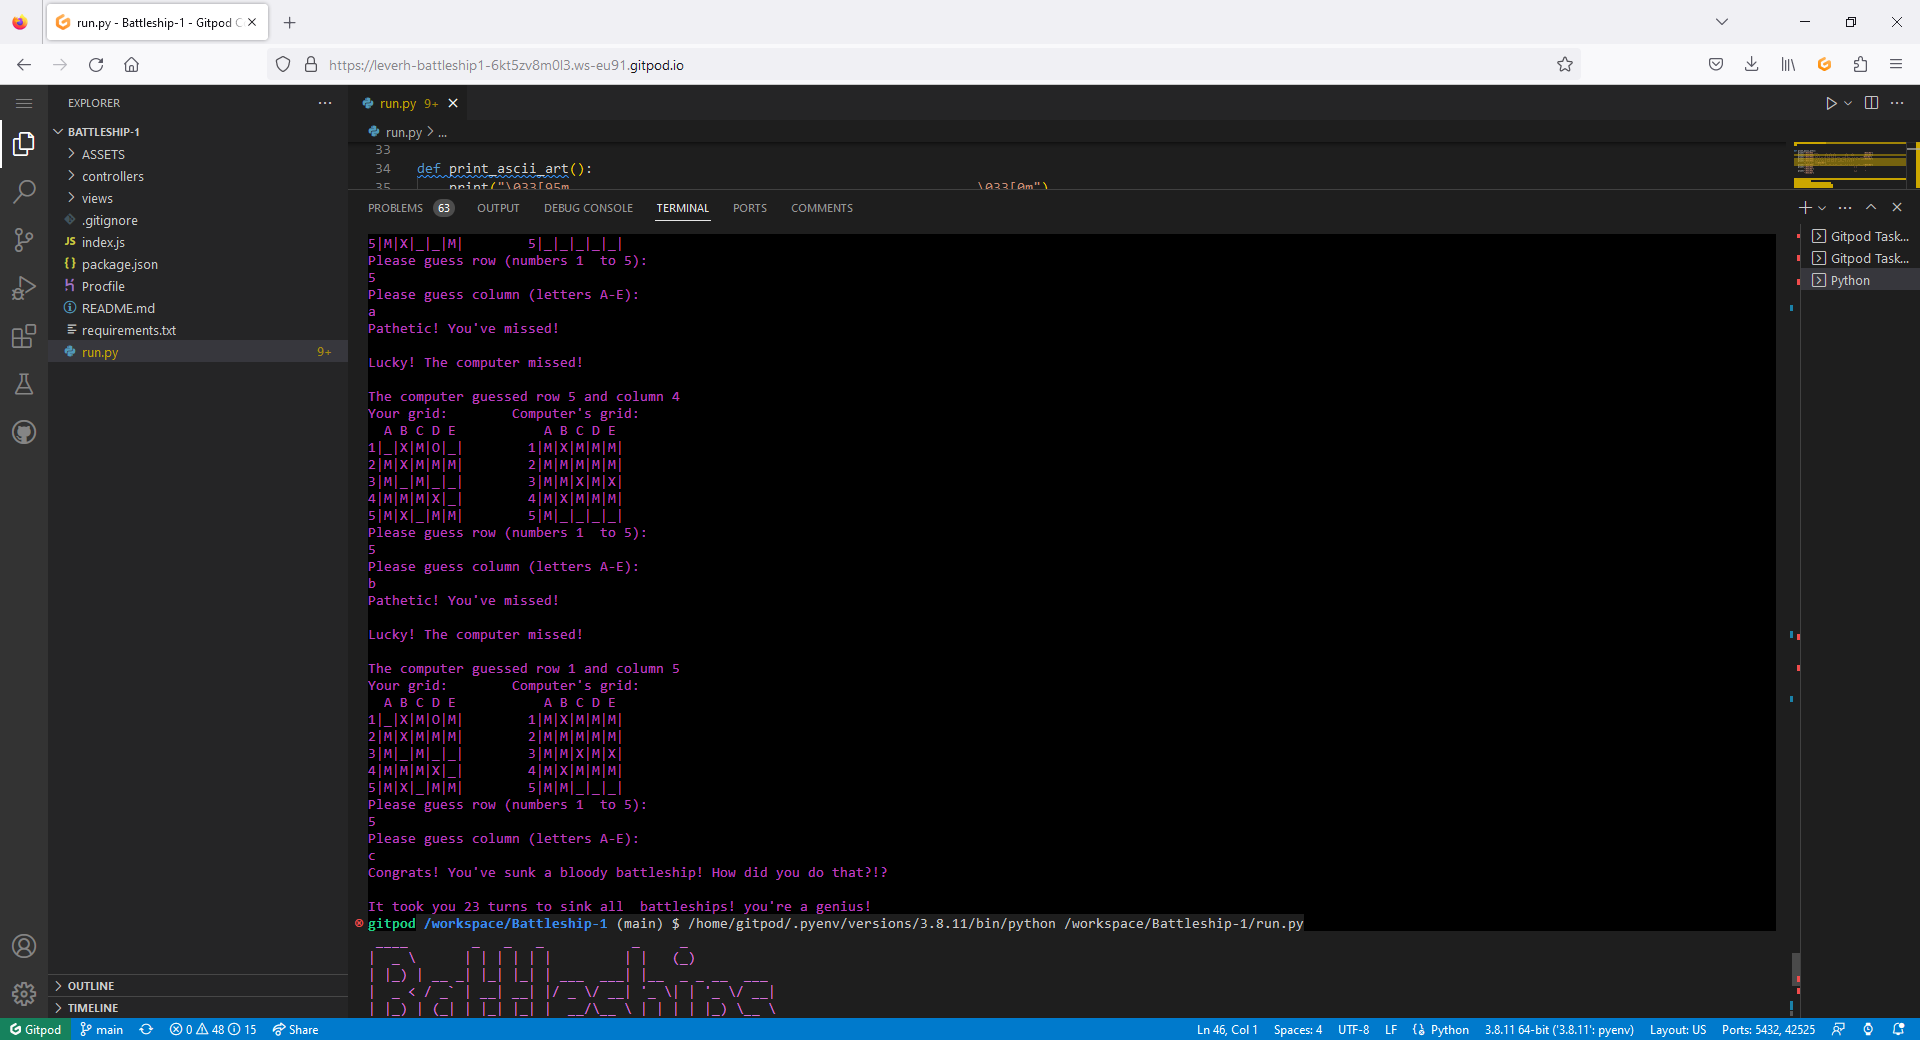 run.py - Battleship-1 - Gitpod C
https://leverh-battleship1-6kt5zv8m0l3.ws-eu91.gitpod.io
EXPLORER
BATTLESHIP-1
ASSETS
controllers
views
.gitignore
JS index.js
{} package.json
Procfile
README.md
requirements.txt
run.py 9+
OUTLINE
TIMELINE
run.py 9+
run.py > ...
33
34 def print_ascii_art():
35 print("\033[95m \033[0m")
PROBLEMS 63 OUTPUT DEBUG CONSOLE TERMINAL PORTS COMMENTS
Gitpod Task...
Gitpod Task...
Python
5|M|X|_|_|M|        5|_|_|_|_|_|
Please guess row (numbers 1  to 5):
5
Please guess column (letters A-E):
a
Pathetic! You've missed!
Lucky! The computer missed!
The computer guessed row 5 and column 4
Your grid:        Computer's grid:
  A B C D E           A B C D E
1|_|X|M|O|_|        1|M|X|M|M|M|
2|M|X|M|M|M|        2|M|M|M|M|M|
3|M|_|M|_|_|        3|M|M|X|M|X|
4|M|M|M|X|_|        4|M|X|M|M|M|
5|M|X|_|M|M|        5|M|_|_|_|_|
Please guess row (numbers 1  to 5):
5
Please guess column (letters A-E):
b
Pathetic! You've missed!
Lucky! The computer missed!
The computer guessed row 1 and column 5
Your grid:        Computer's grid:
  A B C D E           A B C D E
1|_|X|M|O|M|        1|M|X|M|M|M|
2|M|X|M|M|M|        2|M|M|M|M|M|
3|M|_|M|_|_|        3|M|M|X|M|X|
4|M|M|M|X|_|        4|M|X|M|M|M|
5|M|X|_|M|M|        5|M|M|_|_|_|
Please guess row (numbers 1  to 5):
5
Please guess column (letters A-E):
c
Congrats! You've sunk a bloody battleship! How did you do that?!?
It took you 23 turns to sink all  battleships! you're a genius!
gitpod /workspace/Battleship-1 (main) $ /home/gitpod/.pyenv/versions/3.8.11/bin/python /workspace/Battleship-1/run.py
Gitpod main 0 48 15 Share Ln 46, Col 1 Spaces: 4 UTF-8 LF Python 3.8.11 64-bit ('3.8.11': pyenv) Layout: US Ports: 5432, 42525